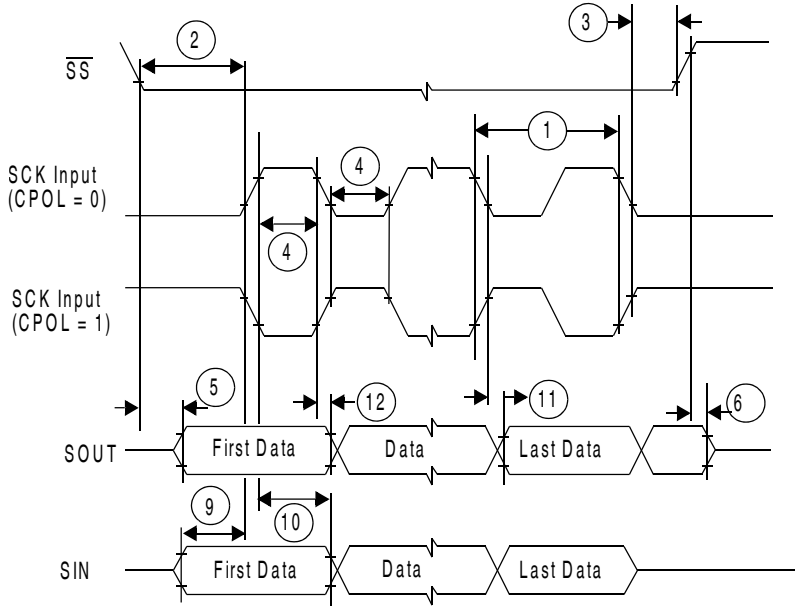 2
3
SS
1
SCK Input
(CPOL = 0)
4
4
SCK Input
(CPOL = 1)
5
12
11
6
SOUT
First Data
Data
Last Data
9
10
SIN
First Data
Data
Last Data